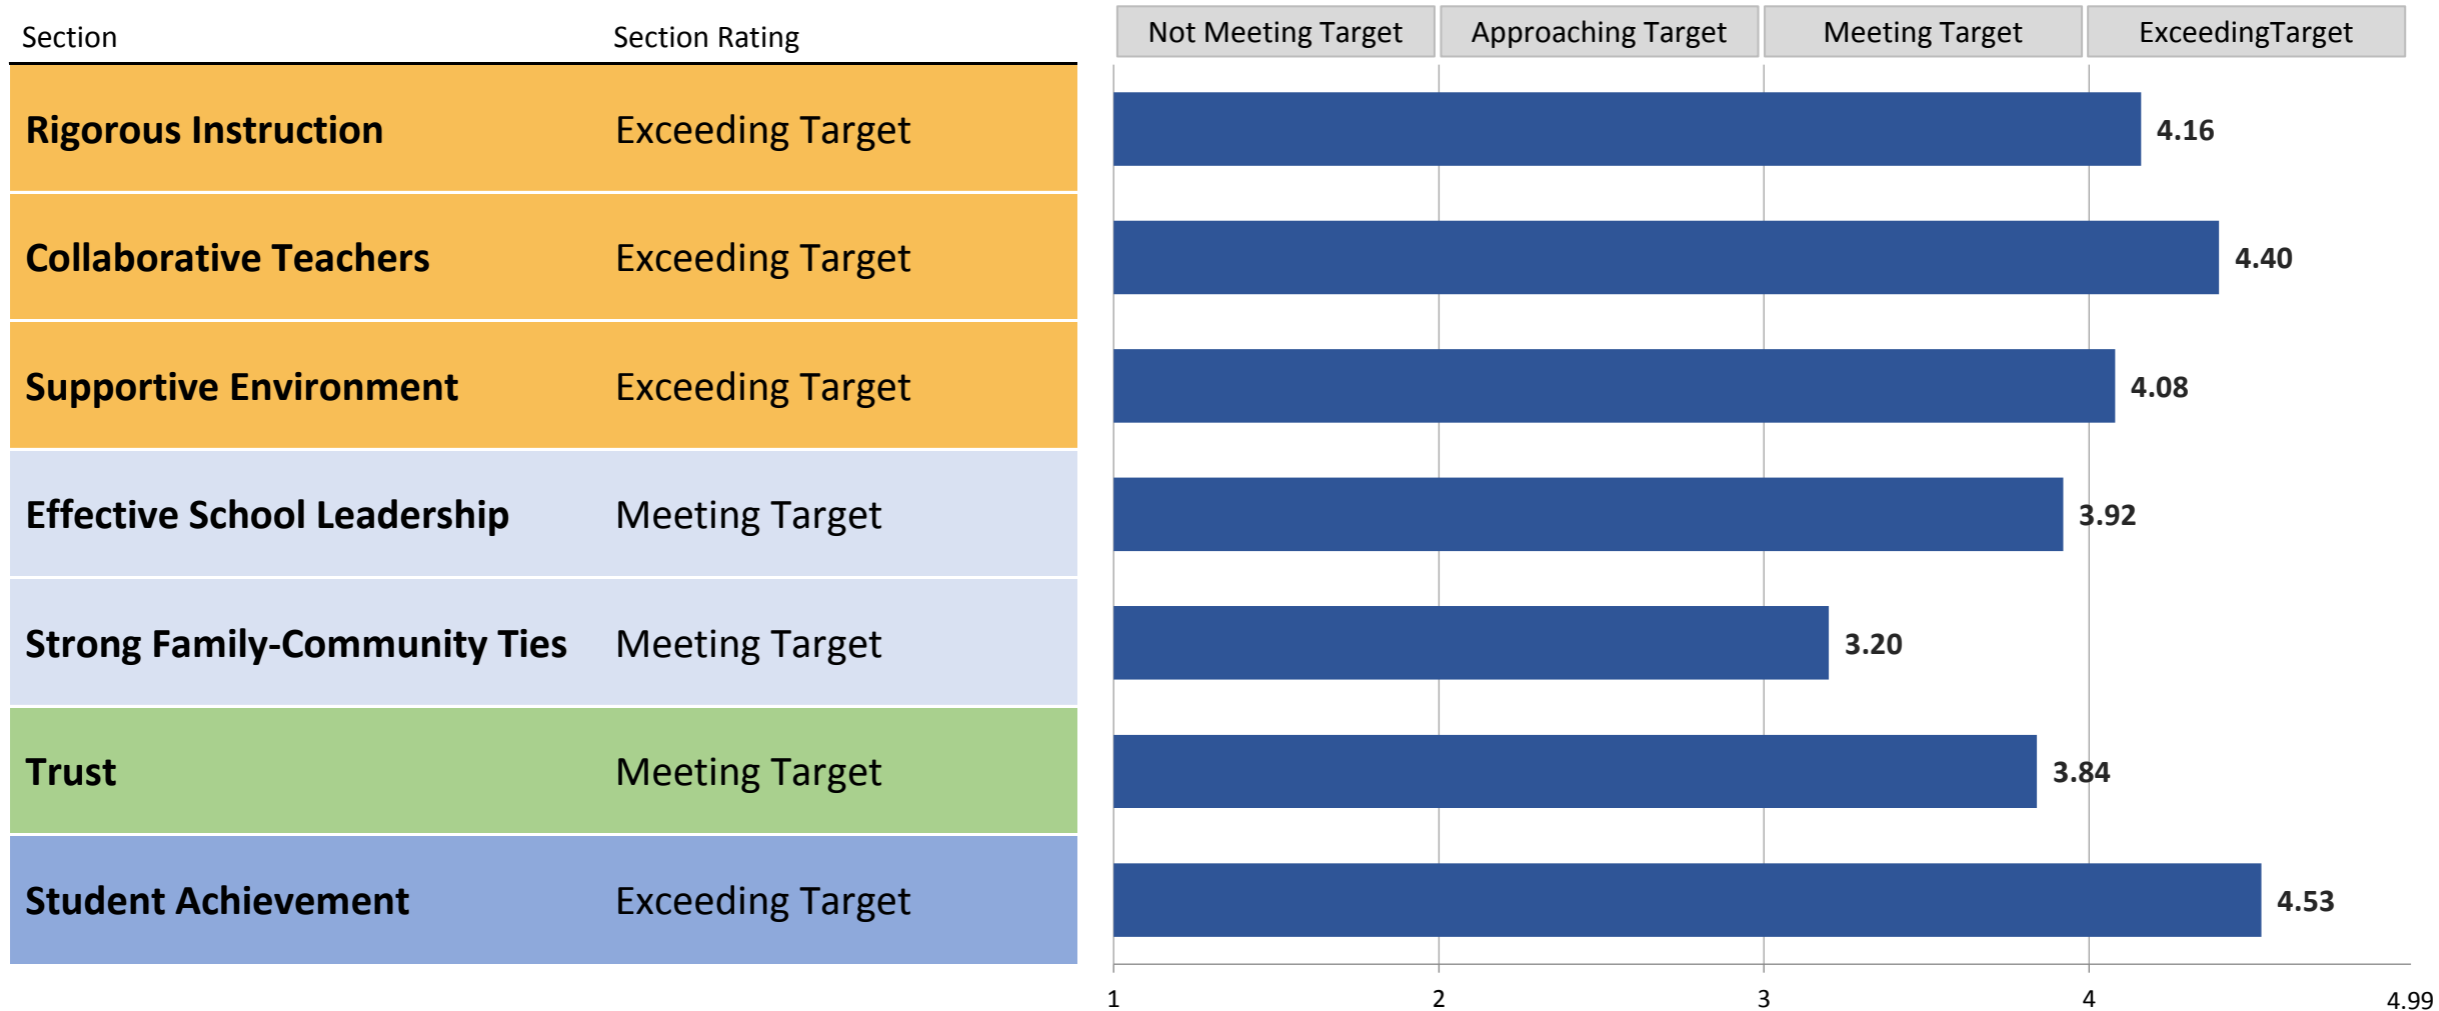 Section Section Rating Not Meeting Target Approaching Target Meeting Target ExceedingTarget
Rigorous Instruction Exceeding Target 4.16
Collaborative Teachers Exceeding Target 4.40
Supportive Environment Exceeding Target 4.08
Effective School Leadership Meeting Target 3.92
Strong Family-Community Ties Meeting Target 3.20
Trust Meeting Target 3.84
Student Achievement Exceeding Target 4.53
1 2 3 4 4.99